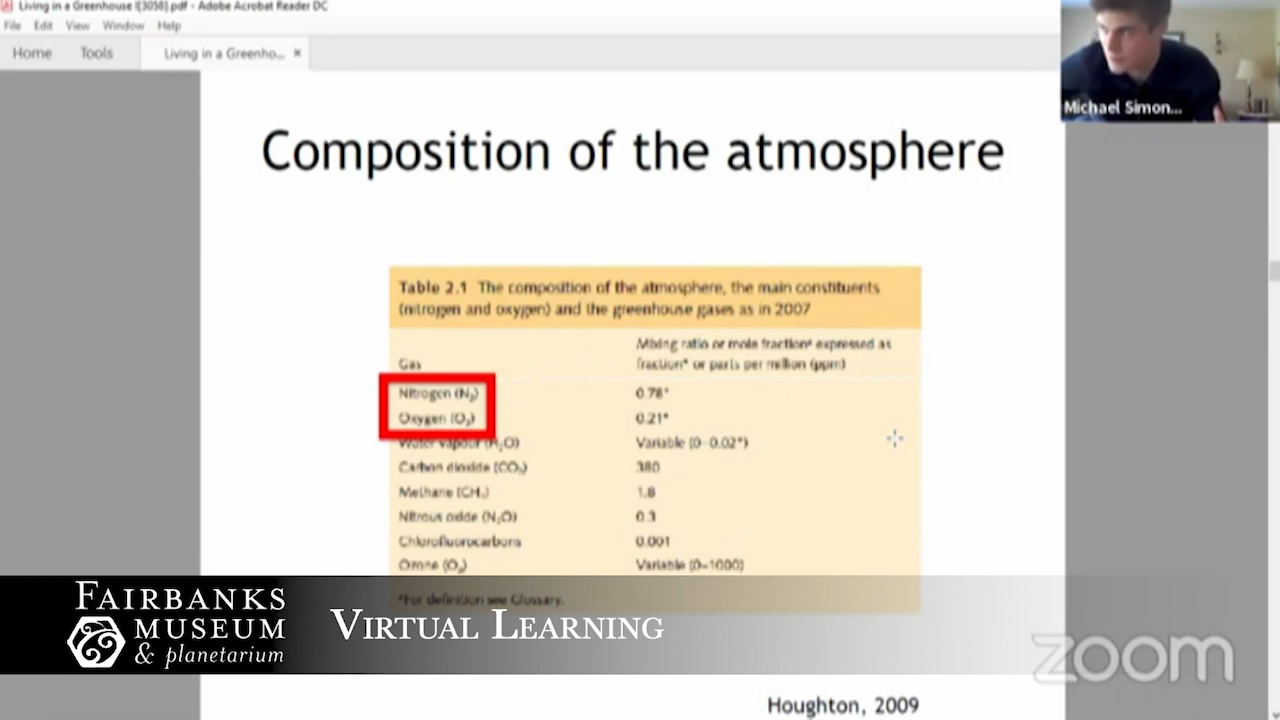 Living in a Greenhouse I[3058].pdf - Adobe Acrobat Reader DC
File Edit View Window Help
Home Tools Living in a Greenho... ×
Michael Simon...
Composition of the atmosphere
Table 2.1 The composition of the atmosphere, the main constituents
(nitrogen and oxygen) and the greenhouse gases as in 2007
Mixing ratio or mole fraction* expressed as
Gas fraction* or parts per million (ppm)
Nitrogen (N₂) 0.78*
Oxygen (O₂) 0.21*
Water vapour (H₂O) Variable (0–0.02*)
Carbon dioxide (CO₂) 380
Methane (CH₄) 1.8
Nitrous oxide (N₂O) 0.3
Chlorofluorocarbons 0.001
Ozone (O₃) Variable (0–1000)
*For definition see Glossary.
FAIRBANKS
MUSEUM
& planetarium
VIRTUAL LEARNING
zoom
Houghton, 2009